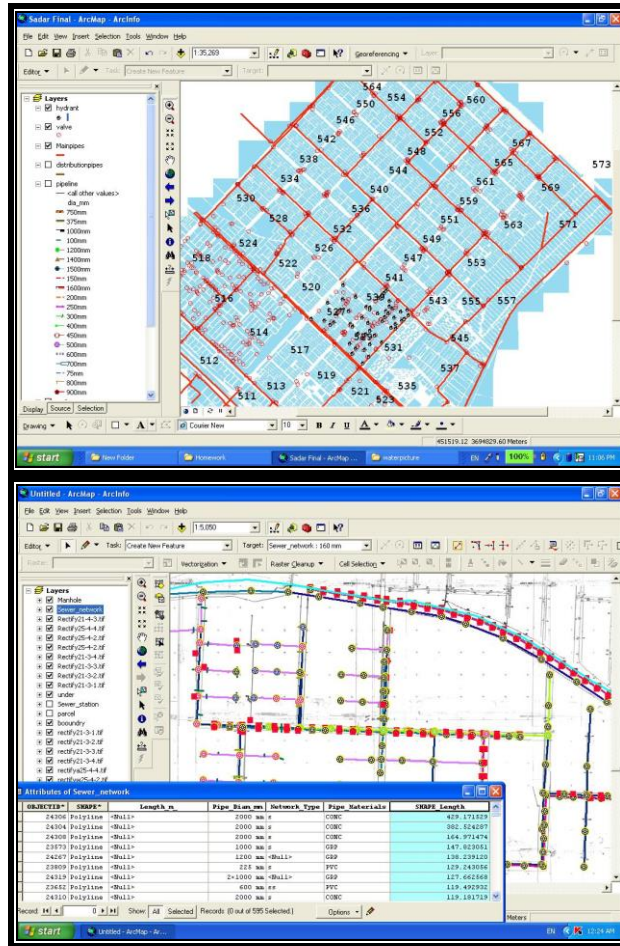 Sadar Final - ArcMap - ArcInfo
File Edit View Insert Selection Tools Window Help
1:35,269
Georeferencing
Layer
Editor
Task:
Create New Feature
Target:
Layers
hydrant
valve
Mainpipes
distributionpipes
pipeline
<all other values>
dia_mm
750mm
375mm
1000mm
100mm
1200mm
1400mm
1500mm
150mm
1600mm
200mm
250mm
300mm
400mm
450mm
500mm
600mm
700mm
75mm
800mm
900mm
564
550
554
560
546
556
542
552
567
538
548
565
573
534
544
561
569
540
530
559
536
551
563
571
528
532
549
524
526
547
553
518
522
541
520
539
543
555
557
516
527
514
545
517
531
537
512
519
535
513
521
511
523
Display Source Selection
Drawing
A
Courier New
10
B I U
A
451519.12 3694829.60 Meters
start
New Folder
Homework
Sadar Final - ArcMap ...
waterpicture
EN
100%
11:06 PM
Untitled - ArcMap - ArcInfo
File Edit View Insert Selection Tools Window Help
1:5,050
Editor
Task:
Create New Feature
Target:
Sewer_network : 160 mm
Raster:
Vectorization
Raster Cleanup
Cell Selection
Layers
Manhole
Sewer_network
Rectify21-4-3.tif
Rectify25-4-4.tif
Rectify25-4-2.tif
Rectify25-4-2.tif
Rectify21-3-4.tif
Rectify21-3-3.tif
Rectify21-3-2.tif
Rectify21-3-1.tif
under
Sewer_station
parcel
booundry
rectify21-3-1.tif
rectify21-3-2.tif
rectify21-3-3.tif
rectify21-3-4.tif
rectifya25-4-4.tif
rectifya25-4-2.tif
Attributes of Sewer_network
OBJECTID* SHAPE* Length_m_ Pipe_Diam_mm Network_Type Pipe_Materials SHAPE_Length
24306 Polyline <Null> 2000 mm s CONC 429.171529
24304 Polyline <Null> 2000 mm s CONC 382.524287
24308 Polyline <Null> 2000 mm s CONC 164.971474
23573 Polyline <Null> 1000 mm s GRP 147.023051
24267 Polyline <Null> 1200 mm <Null> GRP 138.239120
23809 Polyline <Null> 225 mm s PVC 129.243056
24319 Polyline <Null> 2*1000 mm <Null> GRP 127.662568
23652 Polyline <Null> 600 mm ss PVC 119.492932
24310 Polyline <Null> 2000 mm s CONC 119.191719
Record: 0 Show: All Selected Records (0 out of 595 Selected.) Options
Meters
start
Untitled - ArcMap - Ar...
EN
12:24 AM